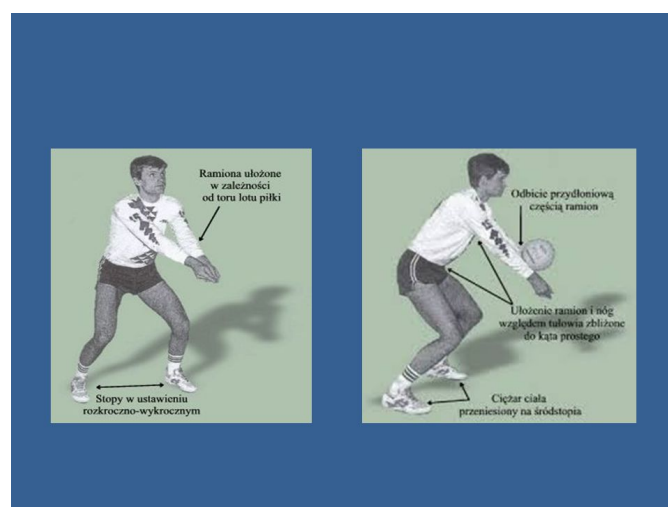 Ramiona ułożone
w zależności
od toru lotu piłki
Stopy w ustawieniu
rozkroczno-wykrocznym
Odbicie przydłoniową
częścią ramion
Ułożenie ramion i nóg
względem tułowia zbliżone
do kąta prostego
Ciężar ciała
przeniesiony na śródstopia